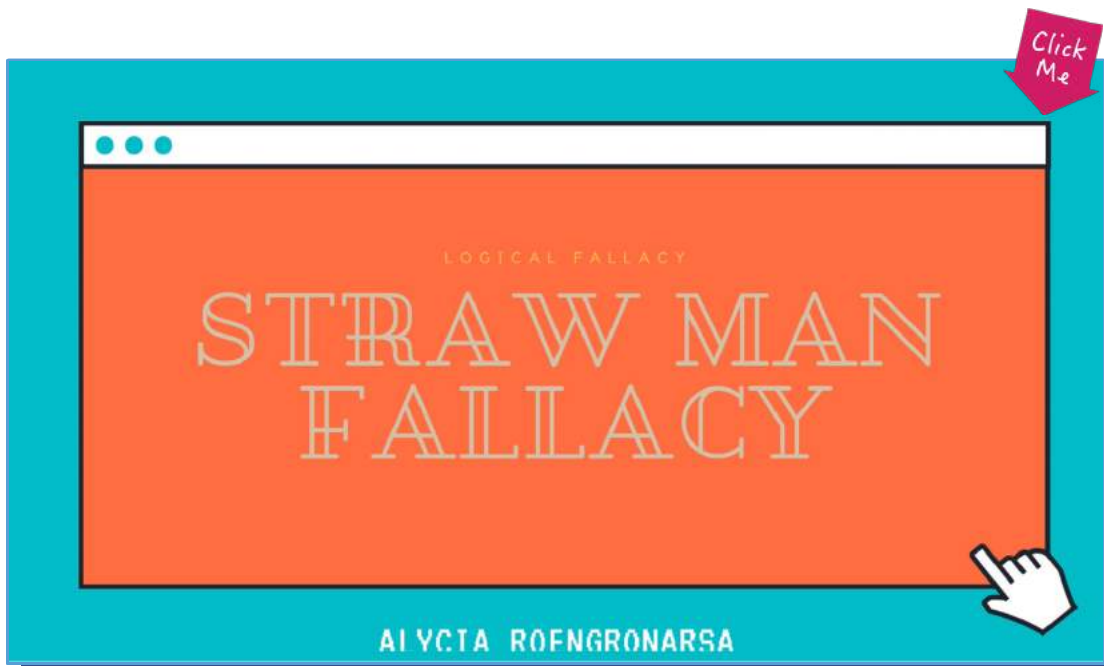 Click
Me
LOGICAL FALLACY
STRAW MAN
FALLACY
ALYCIA ROENGRONARSA